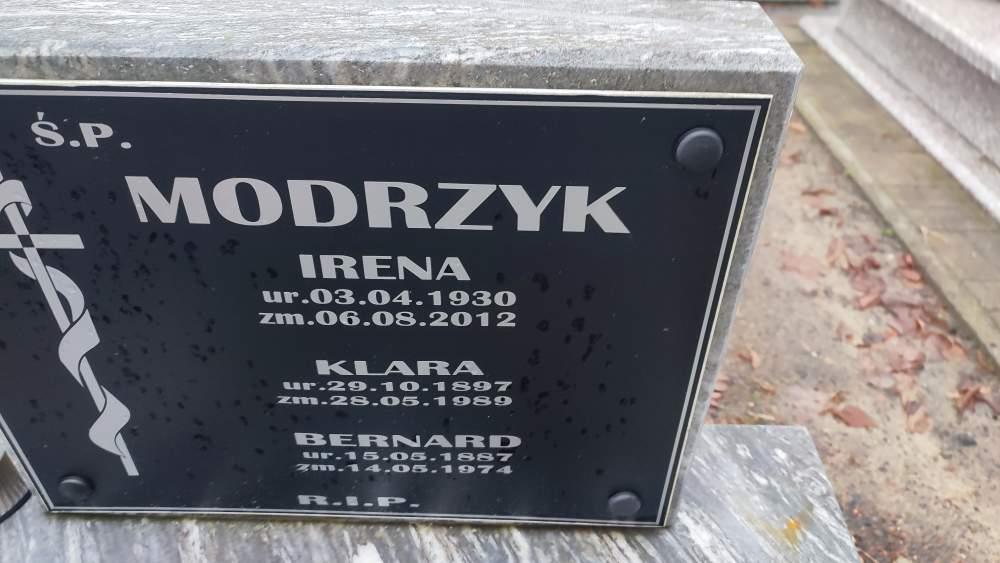 Ś.P.
MODRZYK
IRENA
ur.03.04.1930
zm.06.08.2012
KLARA
ur.29.10.1897
zm.28.05.1989
BERNARD
ur.15.05.1887
zm.14.05.1974
R.I.P.